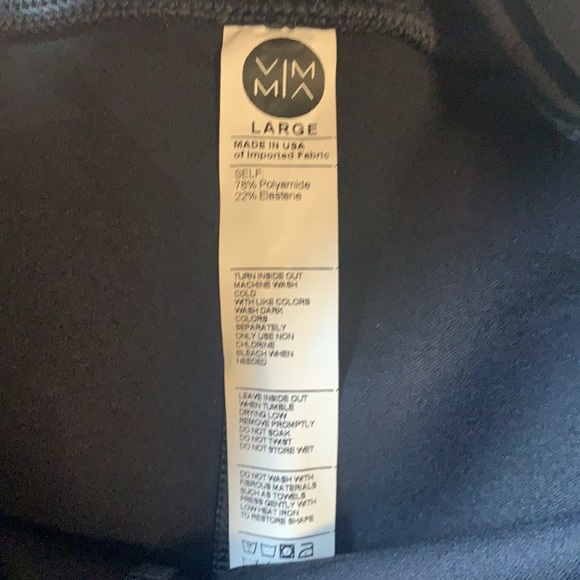 VIM
MIA
LARGE
MADE IN USA
of Imported Fabric
SELF:
78% Polyamide
22% Elastane
TURN INSIDE OUT
MACHINE WASH
COLD
WITH LIKE COLORS
WASH DARK
COLORS
SEPARATELY
ONLY USE NON
CHLORINE
BLEACH WHEN
NEEDED
LEAVE INSIDE OUT
WHEN TUMBLE
DRYING LOW
REMOVE PROMPTLY
DO NOT SOAK
DO NOT TWIST
DO NOT STORE WET
DO NOT WASH WITH
FIBROUS MATERIALS
SUCH AS TOWELS
PRESS GENTLY WITH
LOW HEAT IRON
TO RESTORE SHAPE